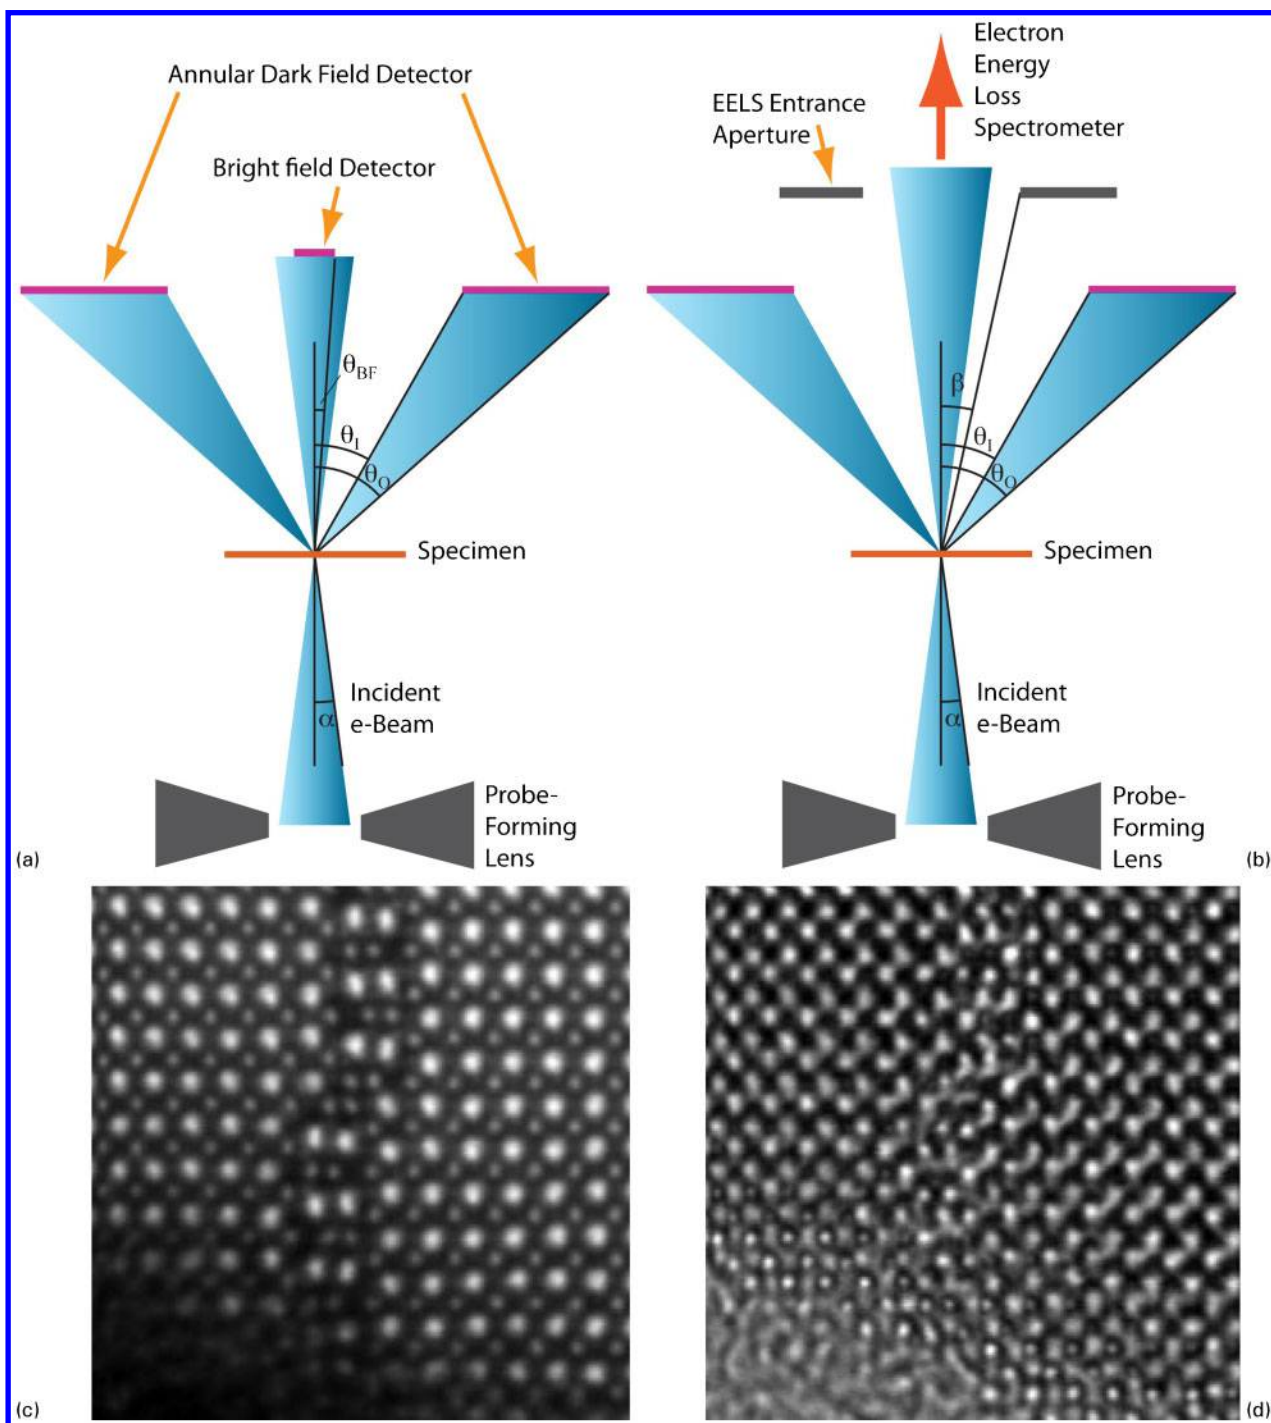 Annular Dark Field Detector
Bright field Detector
θBF
θI
θO
Specimen
Incident
e-Beam
α
Probe-
Forming
Lens
(a)
Electron
Energy
Loss
Spectrometer
EELS Entrance
Aperture
β
θI
θO
Specimen
Incident
e-Beam
α
Probe-
Forming
Lens
(b)
(c)
(d)